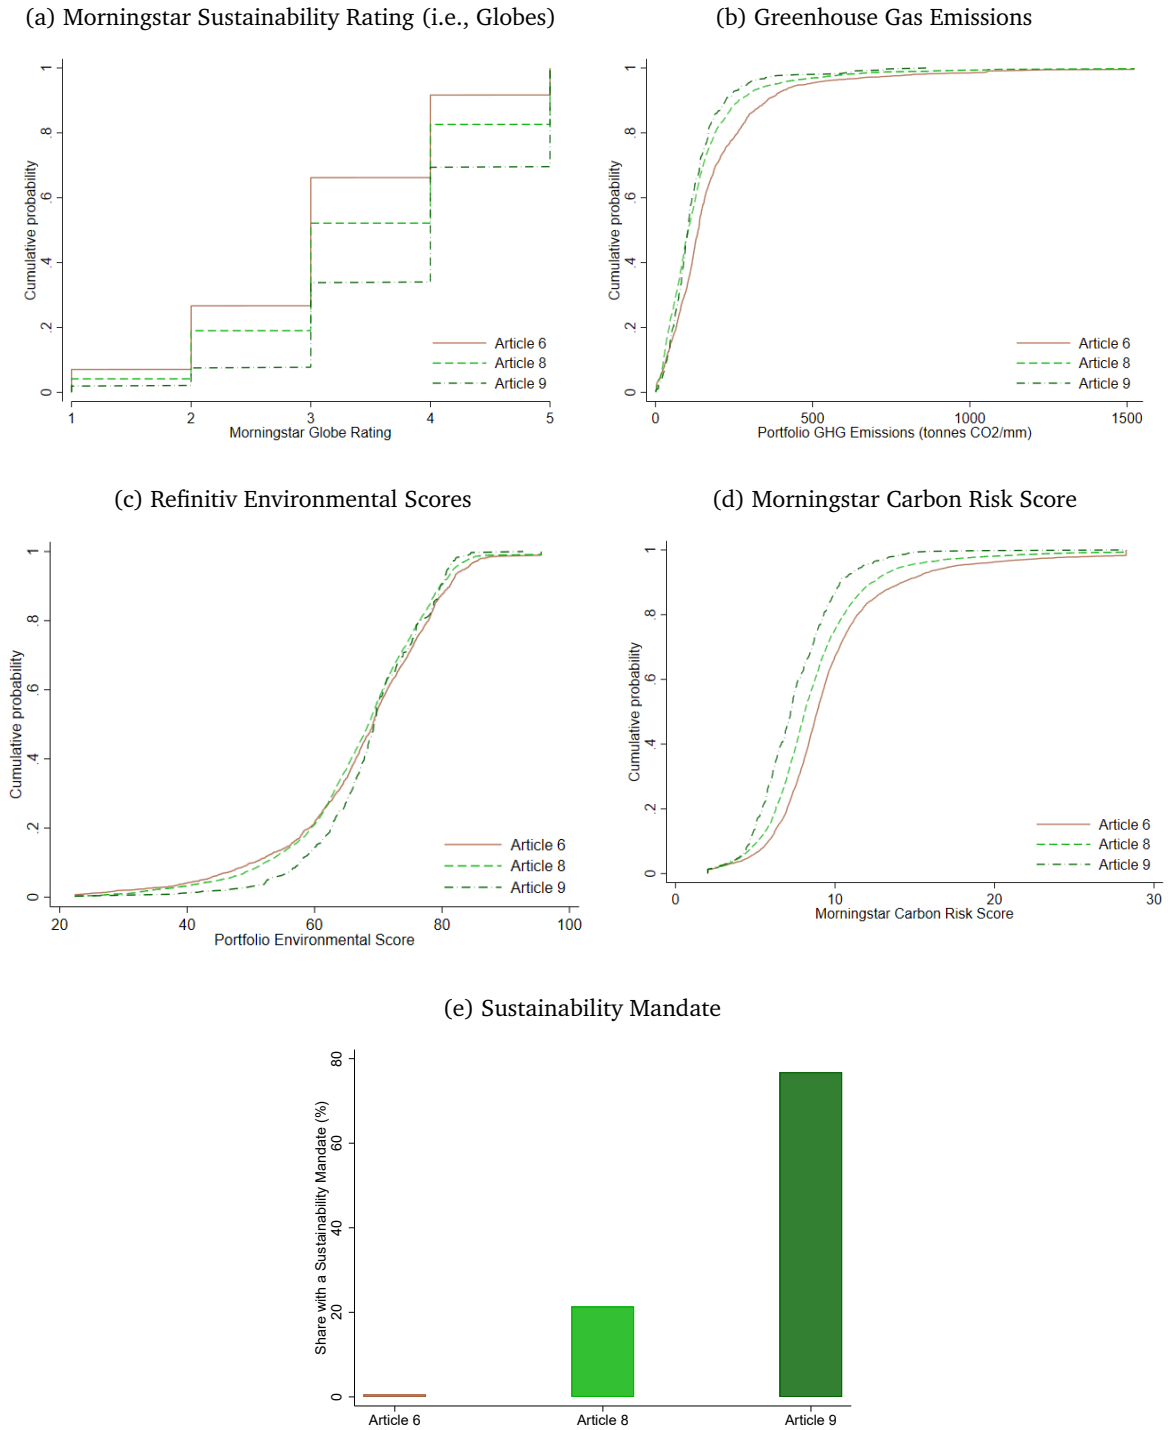 (a) Morningstar Sustainability Rating (i.e., Globes)
Cumulative probability
0
.2
.4
.6
.8
1
1 2 3 4 5
Morningstar Globe Rating
Article 6
Article 8
Article 9
(b) Greenhouse Gas Emissions
Cumulative probability
0
.2
.4
.6
.8
1
0 500 1000 1500
Portfolio GHG Emissions (tonnes CO2/mm)
Article 6
Article 8
Article 9
(c) Refinitiv Environmental Scores
Cumulative probability
0
.2
.4
.6
.8
1
20 40 60 80 100
Portfolio Environmental Score
Article 6
Article 8
Article 9
(d) Morningstar Carbon Risk Score
Cumulative probability
0
.2
.4
.6
.8
1
0 10 20 30
Morningstar Carbon Risk Score
Article 6
Article 8
Article 9
(e) Sustainability Mandate
Share with a Sustainability Mandate (%)
0
20
40
60
80
Article 6 Article 8 Article 9